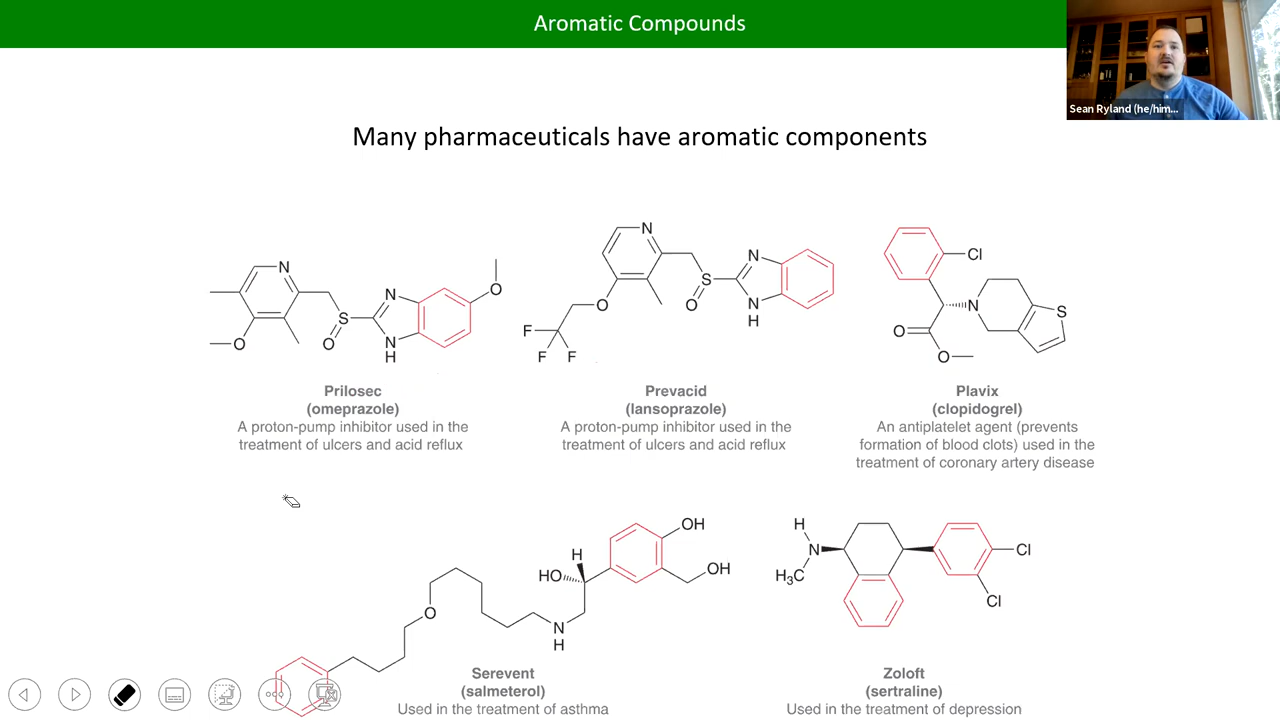 Aromatic Compounds
Sean Ryland (he/him...
Many pharmaceuticals have aromatic components
N
N
S
O
N
H
O
O
Prilosec
(omeprazole)
A proton-pump inhibitor used in the
treatment of ulcers and acid reflux
N
N
S
O
N
H
O
F
F
F
Prevacid
(lansoprazole)
A proton-pump inhibitor used in the
treatment of ulcers and acid reflux
Cl
N
S
O
O
Plavix
(clopidogrel)
An antiplatelet agent (prevents
formation of blood clots) used in the
treatment of coronary artery disease
OH
OH
H
HO
O
N
H
Serevent
(salmeterol)
Used in the treatment of asthma
H
N
H3C
Cl
Cl
Zoloft
(sertraline)
Used in the treatment of depression